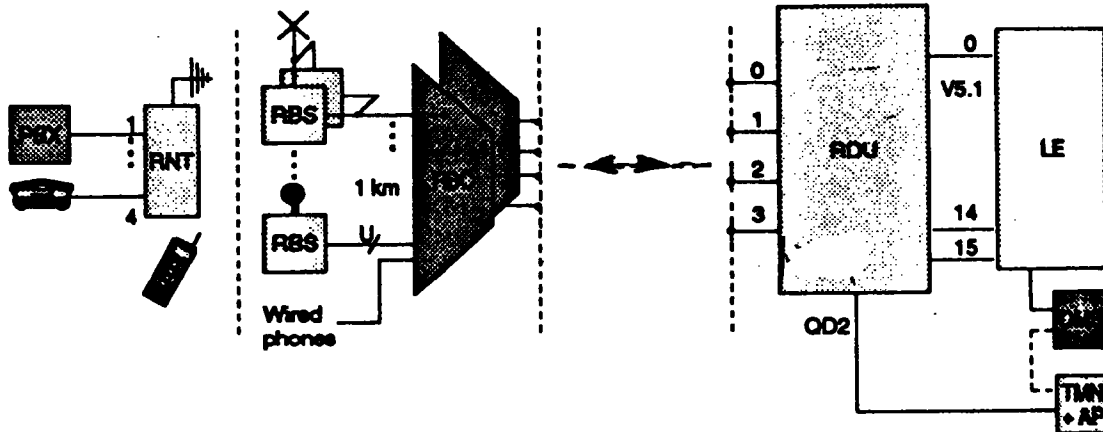 PBX
1
RNT
4
RBS
RBS
1 km
U
Wired
phones
0
1
2
3
RDU
QD2
0
V5.1
14
15
LE
TMN
+ AP